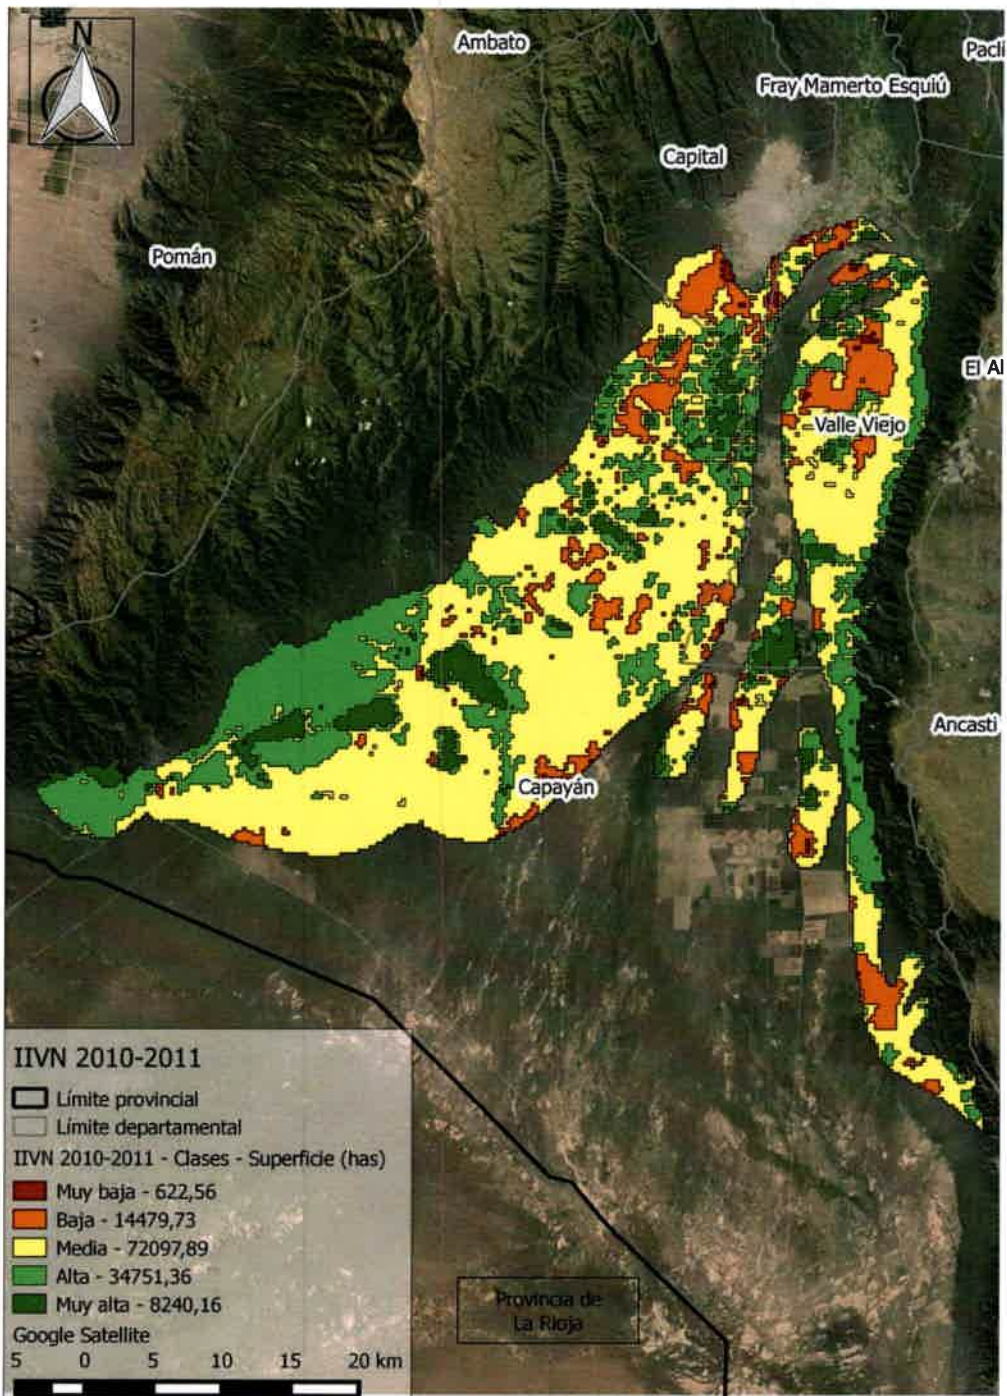 N
Ambato
Pacli
Fray Mamerto Esquiú
Capital
Pomán
El Al
Valle Viejo
Ancasti
Capayán
IIVN 2010-2011
Límite provincial
Límite departamental
IIVN 2010-2011 - Clases - Superficie (has)
Muy baja - 622,56
Baja - 14479,73
Media - 72097,89
Alta - 34751,36
Muy alta - 8240,16
Google Satellite
5 0 5 10 15 20 km
Provincia de
La Rioja